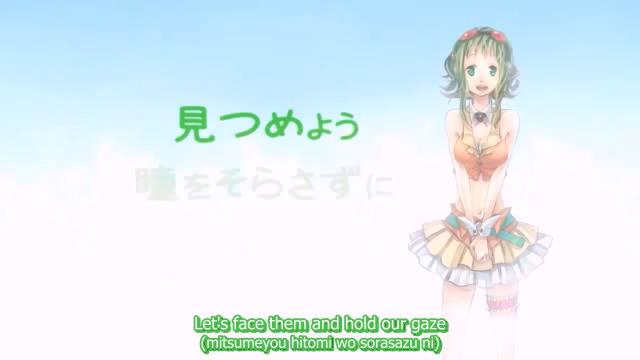 見つめよう
瞳をそらさずに
Let's face them and hold our gaze
(mitsumeyou hitomi wo sorasazu ni)